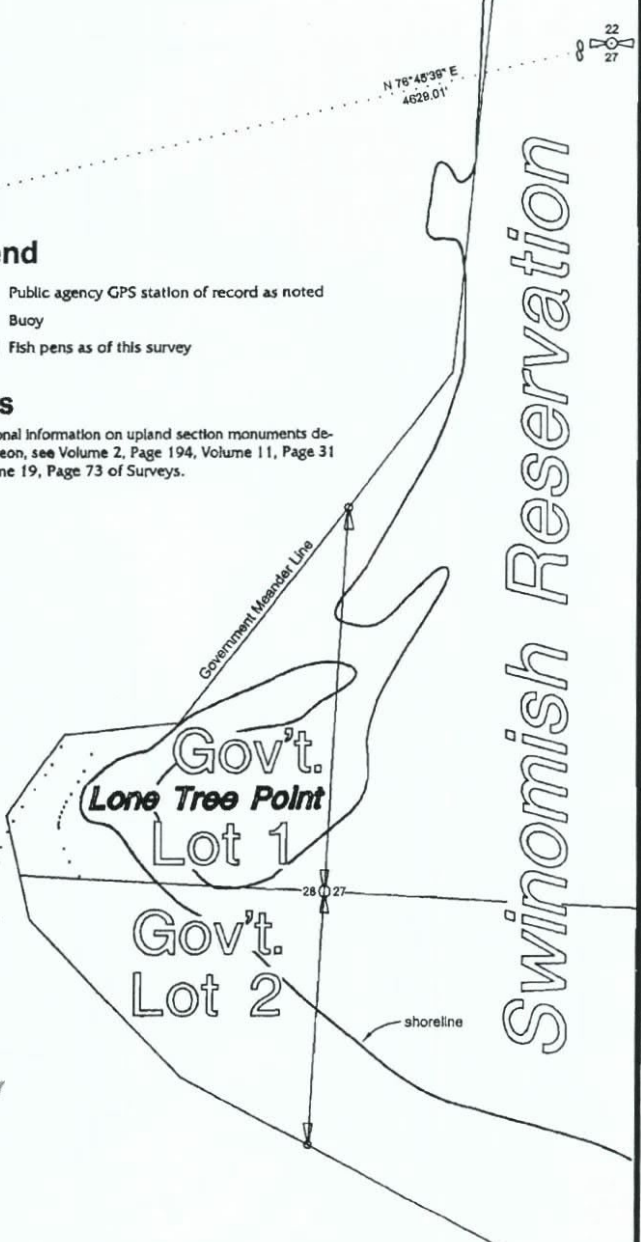 22
27
N 76°45'39" E
4629.01'
end
Public agency GPS station of record as noted
Buoy
Fish pens as of this survey
s
onal information on upland section monuments de-
eon, see Volume 2, Page 194, Volume 11, Page 31
ne 19, Page 73 of Surveys.
Swinomish Reservation
Government Meander Line
Gov't.
Lone Tree Point
Lot 1
28 27
Gov't.
Lot 2
shoreline